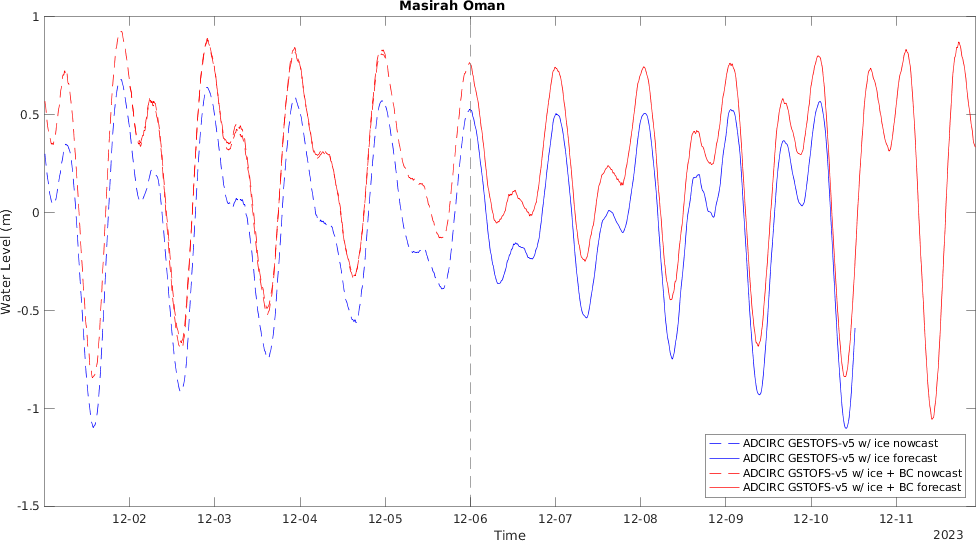 Masirah Oman
1
0.5
0
-0.5
-1
-1.5
Water Level (m)
12-02 12-03 12-04 12-05 12-06 12-07 12-08 12-09 12-10 12-11
Time
2023
ADCIRC GESTOFS-v5 w/ ice nowcast
ADCIRC GESTOFS-v5 w/ ice forecast
ADCIRC GSTOFS-v5 w/ ice + BC nowcast
ADCIRC GSTOFS-v5 w/ ice + BC forecast